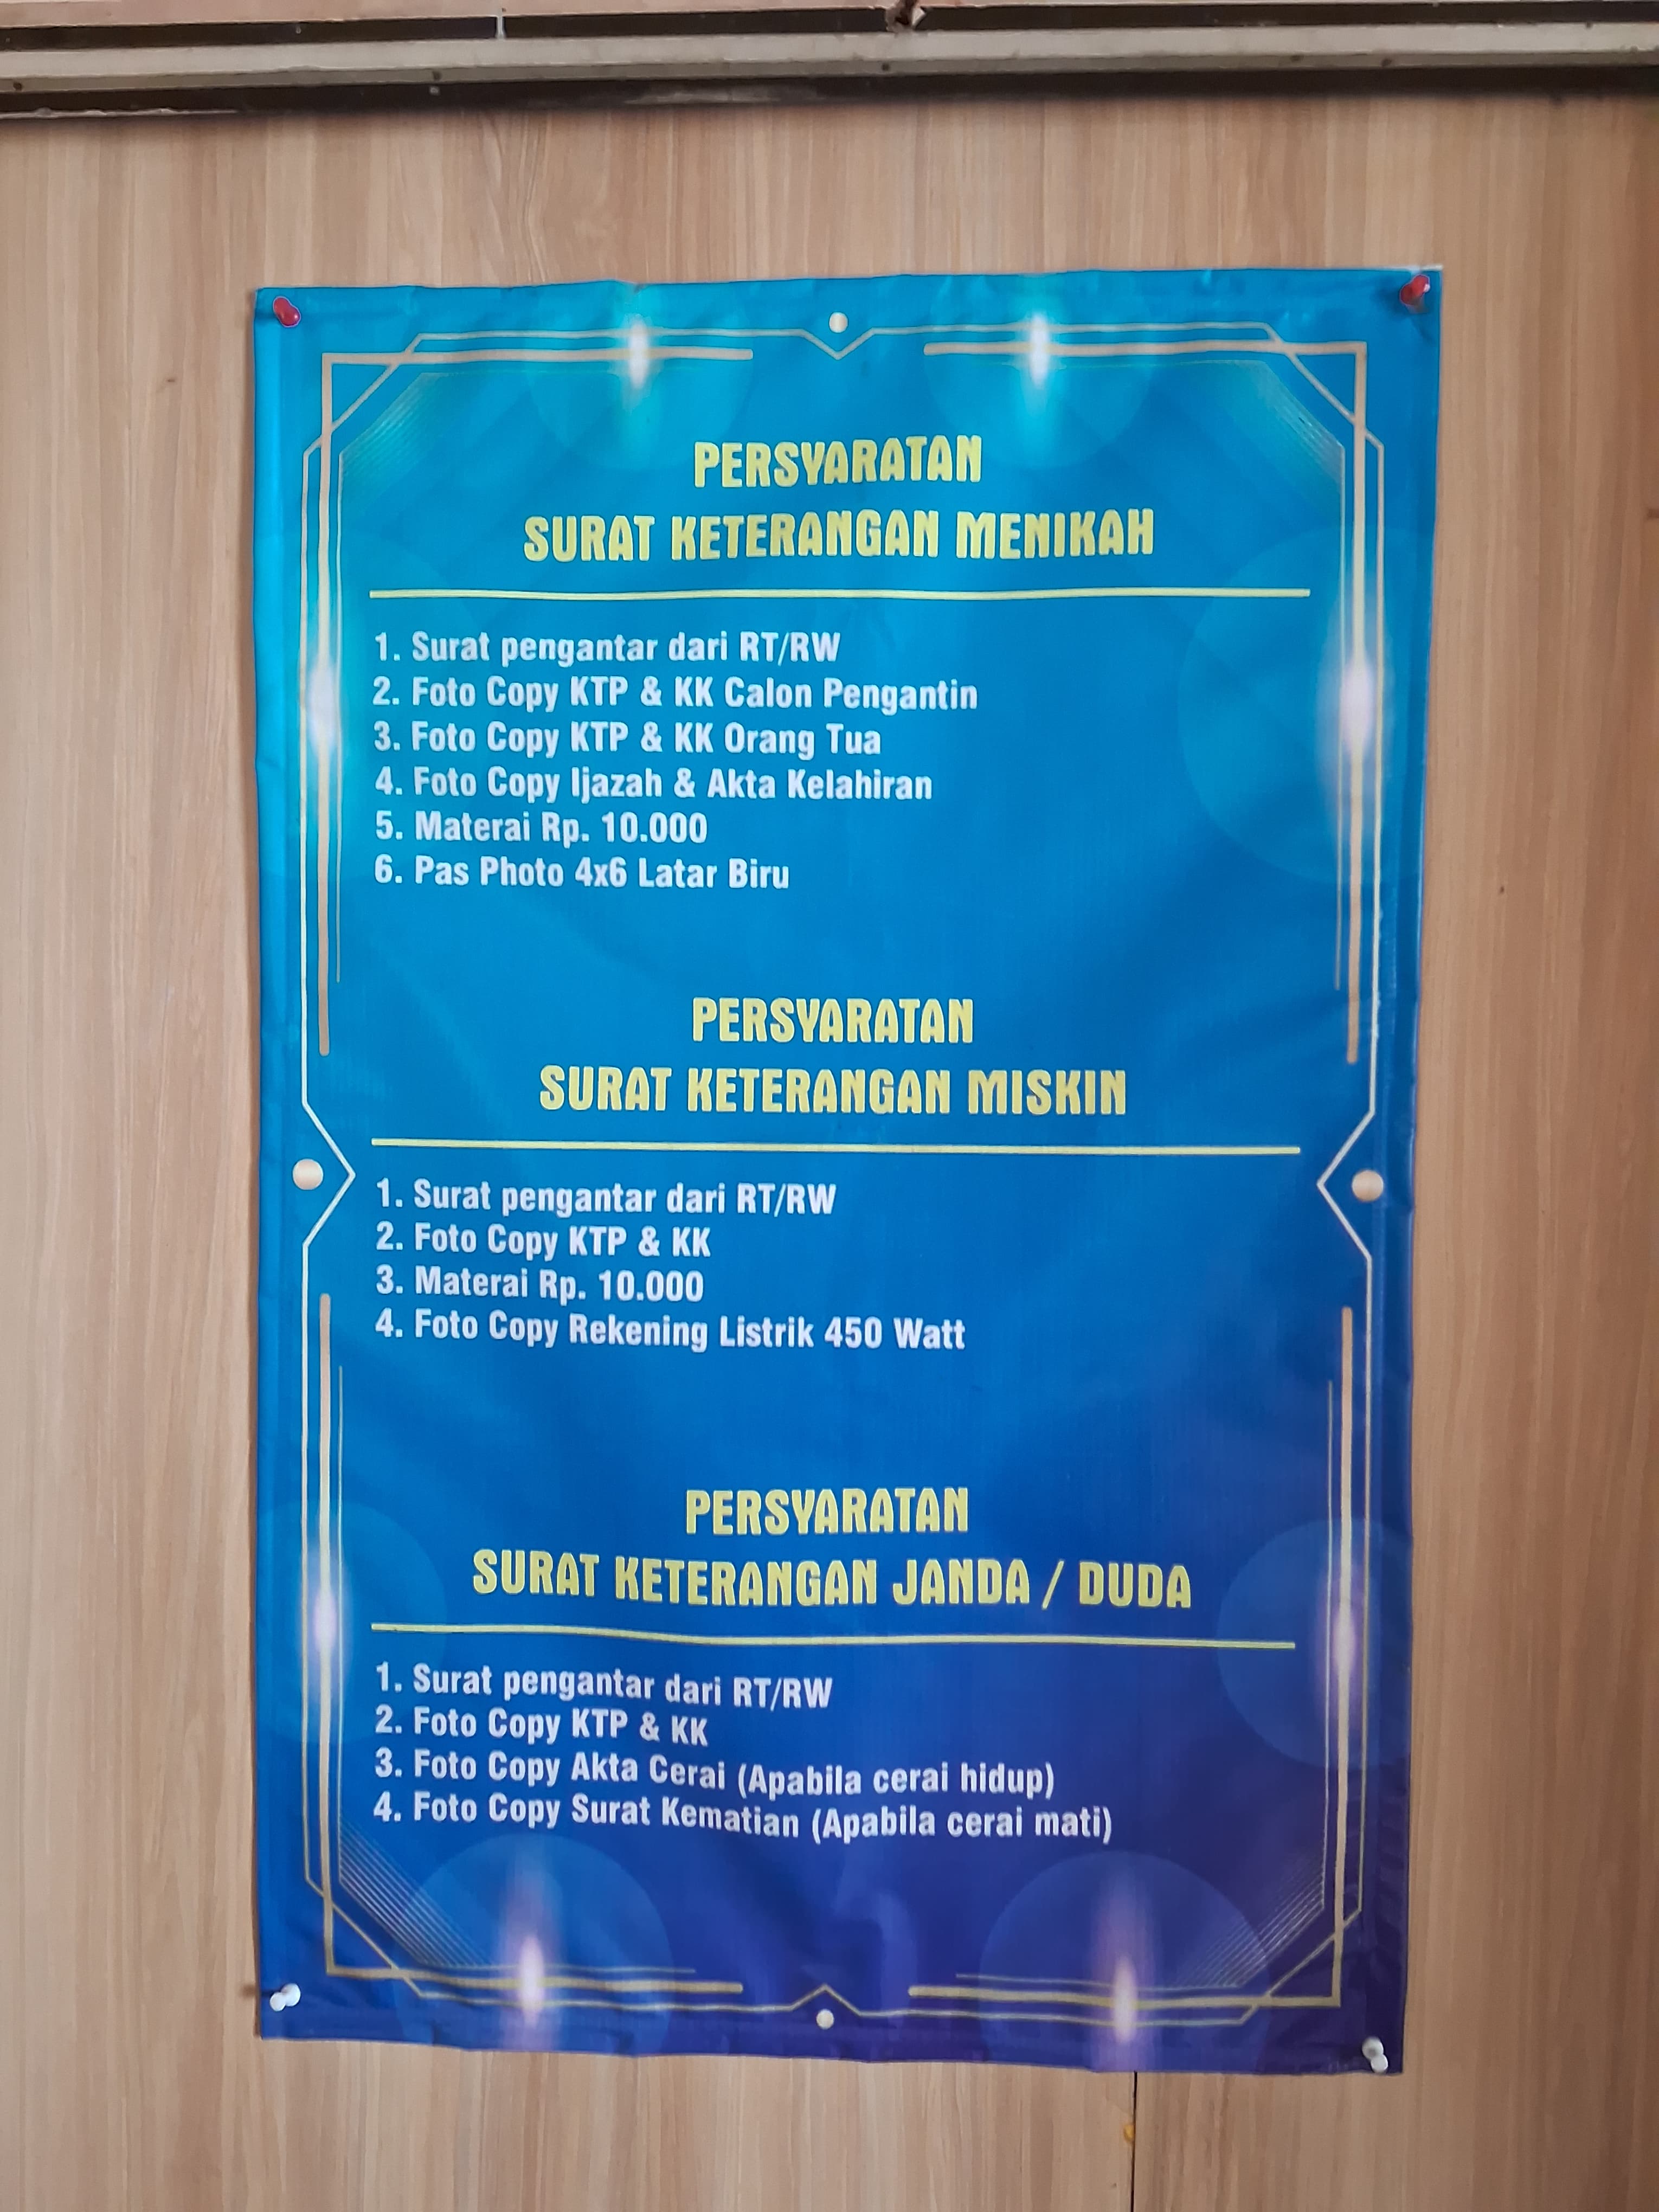 PERSYARATAN
SURAT KETERANGAN MENIKAH
1. Surat pengantar dari RT/RW
2. Foto Copy KTP & KK Calon Pengantin
3. Foto Copy KTP & KK Orang Tua
4. Foto Copy Ijazah & Akta Kelahiran
5. Materai Rp. 10.000
6. Pas Photo 4x6 Latar Biru
PERSYARATAN
SURAT KETERANGAN MISKIN
1. Surat pengantar dari RT/RW
2. Foto Copy KTP & KK
3. Materai Rp. 10.000
4. Foto Copy Rekening Listrik 450 Watt
PERSYARATAN
SURAT KETERANGAN JANDA / DUDA
1. Surat pengantar dari RT/RW
2. Foto Copy KTP & KK
3. Foto Copy Akta Cerai (Apabila cerai hidup)
4. Foto Copy Surat Kematian (Apabila cerai mati)